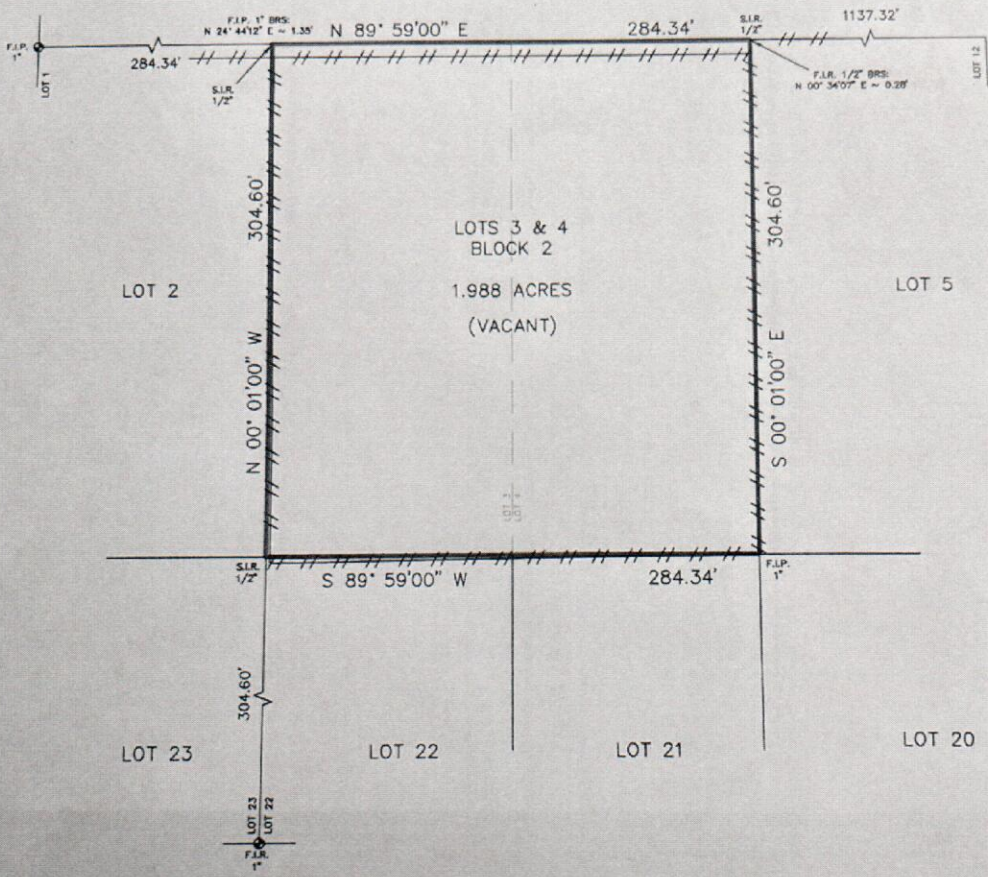 F.I.P. 1" BRS:
N 24° 44'12" E ~ 1.35'
N 89° 59'00" E
284.34'
S.I.R.
1/2"
1137.32'
F.I.P.
1"
LOT 1
284.34'
S.I.R.
1/2"
F.I.R. 1/2" BRS:
N 00° 34'07" E ~ 0.28'
LOT 12
304.60'
N 00° 01'00" W
304.60'
S 00° 01'00" E
LOTS 3 & 4
BLOCK 2
1.988 ACRES
(VACANT)
LOT 2
LOT 5
LOT 3
LOT 4
S.I.R.
1/2"
S 89° 59'00" W
284.34'
F.I.P.
1"
304.60'
LOT 23
LOT 22
LOT 21
LOT 20
LOT 23
LOT 22
F.I.R.
1"